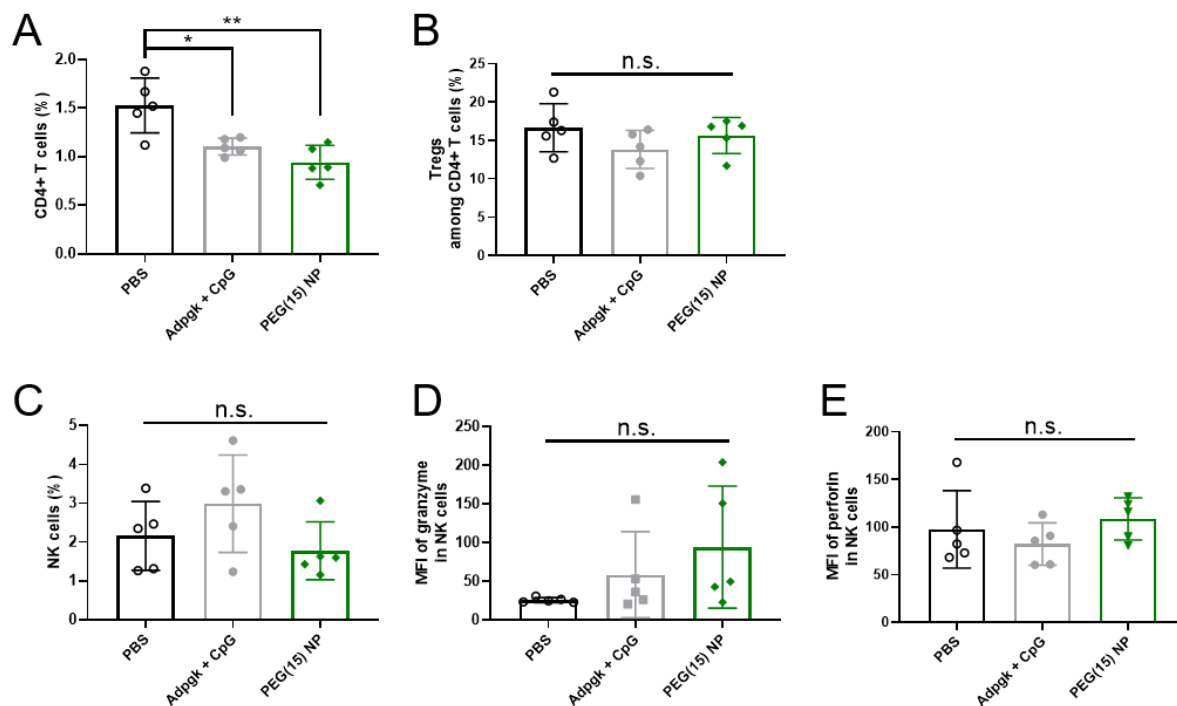 A
**
*
2.0
1.5
1.0
0.5
0.0
CD4+ T cells (%)
PBS
Adpgk + CpG
PEG(15) NP
B
n.s.
25
20
15
10
5
0
Tregs
among CD4+ T cells (%)
PBS
Adpgk + CpG
PEG(15) NP
C
n.s.
5
4
3
2
1
0
NK cells (%)
PBS
Adpgk + CpG
PEG(15) NP
D
n.s.
250
200
150
100
50
0
MFI of granzyme
in NK cells
PBS
Adpgk + CpG
PEG(15) NP
E
n.s.
200
150
100
50
0
MFI of perforin
in NK cells
PBS
Adpgk + CpG
PEG(15) NP